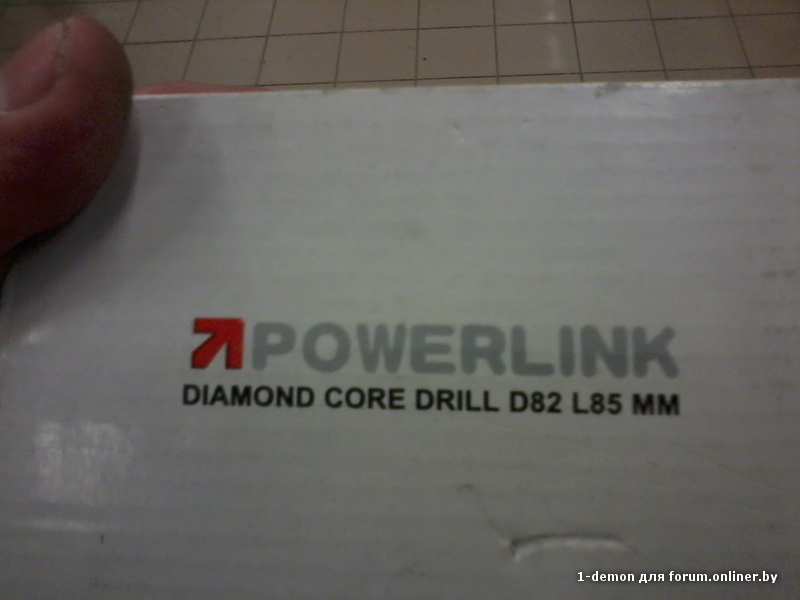 POWERLINK
DIAMOND CORE DRILL D82 L85 MM
1-demon для forum.onliner.by